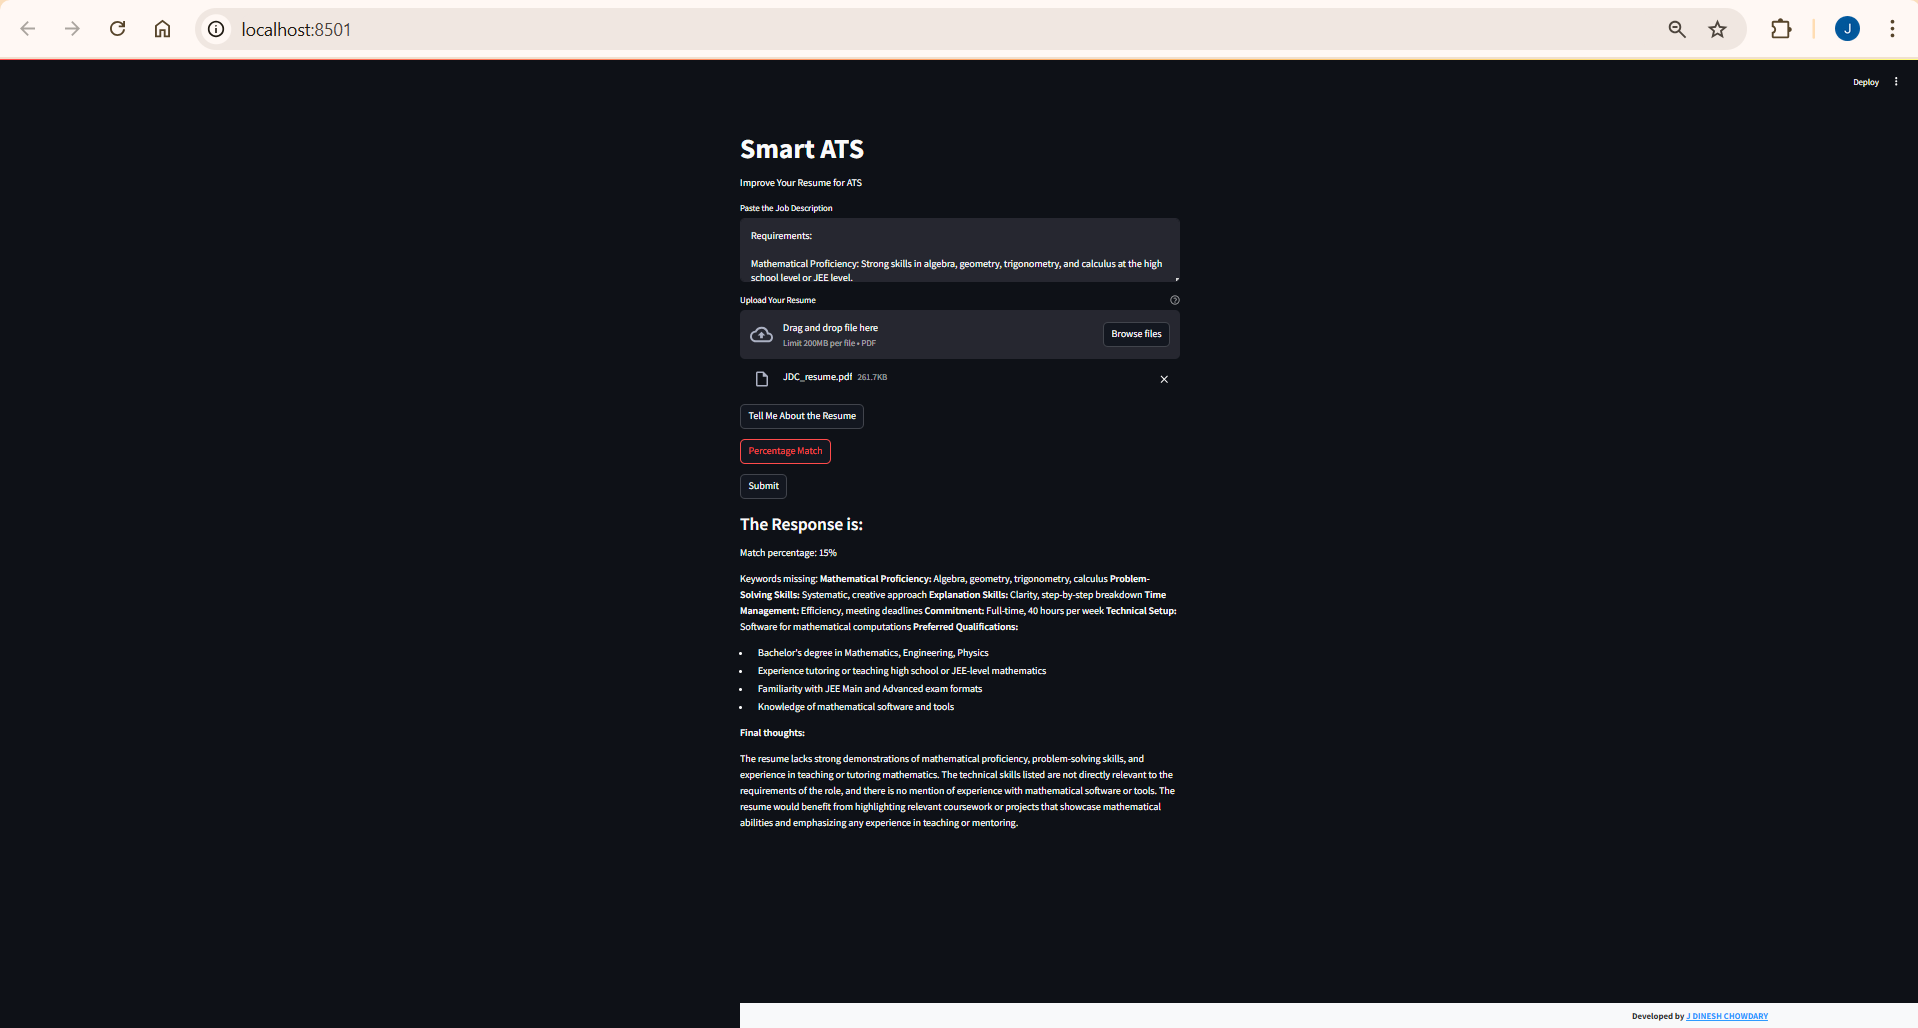 localhost:8501
J
Deploy
Smart ATS
Improve Your Resume for ATS
Paste the Job Description
Requirements:
Mathematical Proficiency: Strong skills in algebra, geometry, trigonometry, and calculus at the high
school level or JEE level.
Upload Your Resume
Drag and drop file here
Limit 200MB per file • PDF
Browse files
JDC_resume.pdf 261.7KB
Tell Me About the Resume
Percentage Match
Submit
The Response is:
Match percentage: 15%
Keywords missing: Mathematical Proficiency: Algebra, geometry, trigonometry, calculus Problem-
Solving Skills: Systematic, creative approach Explanation Skills: Clarity, step-by-step breakdown Time
Management: Efficiency, meeting deadlines Commitment: Full-time, 40 hours per week Technical Setup:
Software for mathematical computations Preferred Qualifications:
• Bachelor's degree in Mathematics, Engineering, Physics
• Experience tutoring or teaching high school or JEE-level mathematics
• Familiarity with JEE Main and Advanced exam formats
• Knowledge of mathematical software and tools
Final thoughts:
The resume lacks strong demonstrations of mathematical proficiency, problem-solving skills, and
experience in teaching or tutoring mathematics. The technical skills listed are not directly relevant to the
requirements of the role, and there is no mention of experience with mathematical software or tools. The
resume would benefit from highlighting relevant coursework or projects that showcase mathematical
abilities and emphasizing any experience in teaching or mentoring.
Developed by J DINESH CHOWDARY